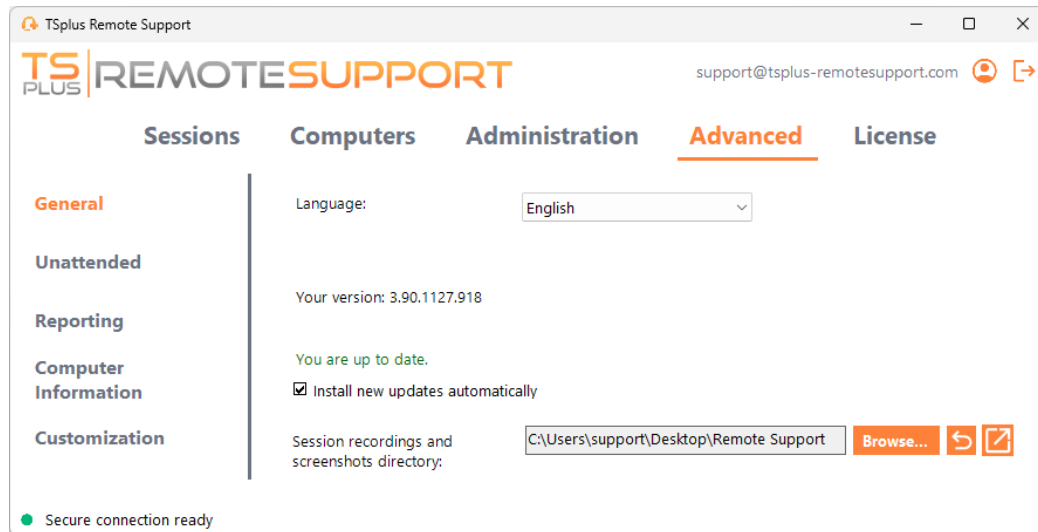 TSplus Remote Support
TS PLUS REMOTESUPPORT
support@tsplus-remotesupport.com
Sessions Computers Administration Advanced License
General
Language: English
Unattended
Your version: 3.90.1127.918
Reporting
You are up to date.
Computer
Information
Install new updates automatically
Customization
Session recordings and
screenshots directory:
C:\Users\support\Desktop\Remote Support Browse...
Secure connection ready